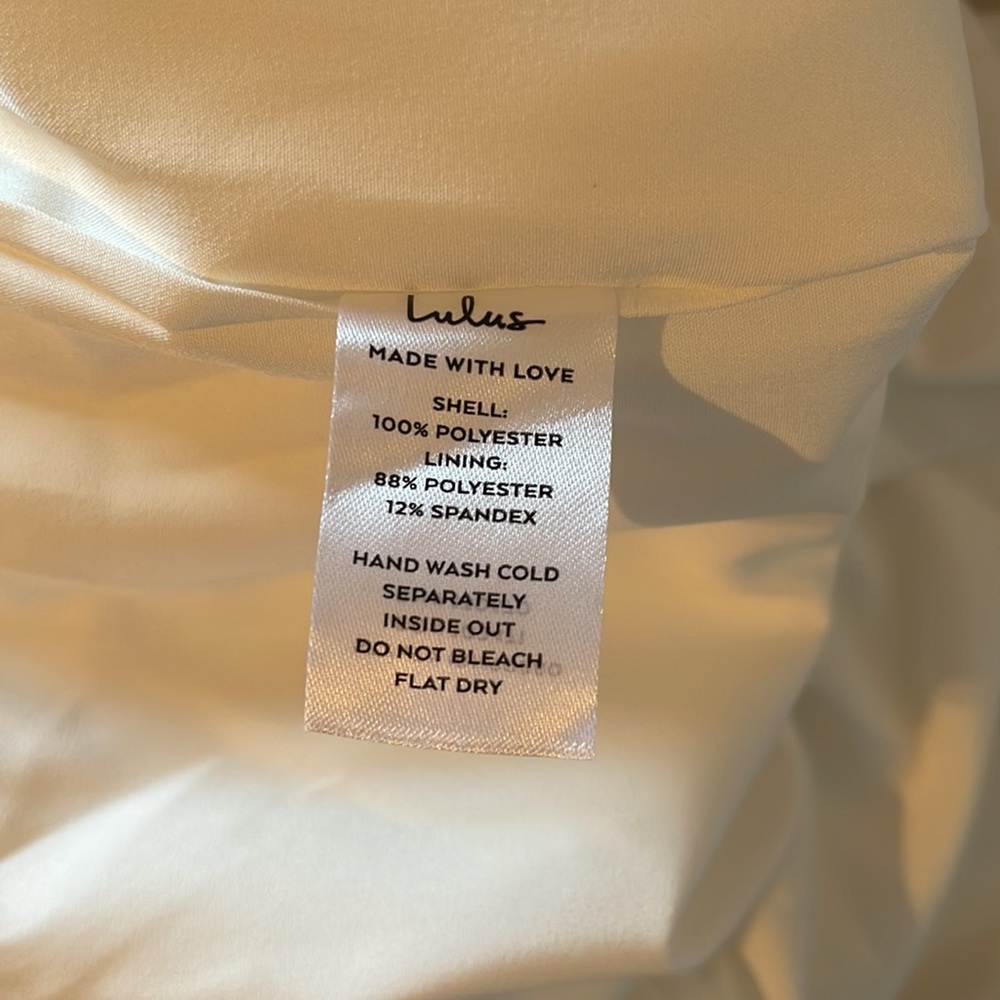 Lulus
MADE WITH LOVE
SHELL:
100% POLYESTER
LINING:
88% POLYESTER
12% SPANDEX
HAND WASH COLD
SEPARATELY
INSIDE OUT
DO NOT BLEACH
FLAT DRY